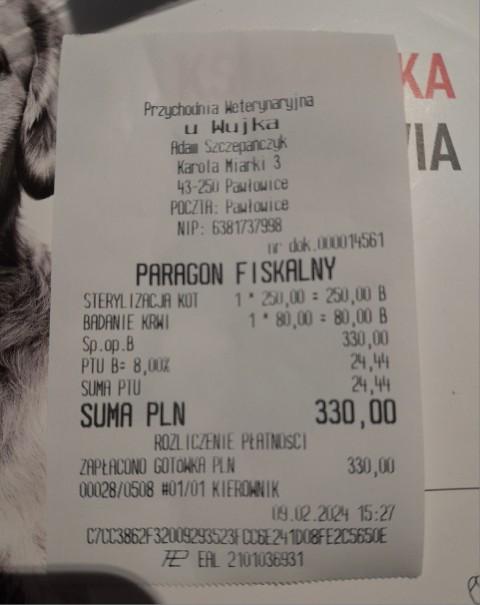 KA
IA
Przychodnia Weterynaryjna
u Wujka
Adam Szczepańczyk
Karola Miarki 3
43-250 Pawłowice
POCZTA: Pawłowice
NIP: 6381737998
nr dok.000014561
PARAGON FISKALNY
STERYLIZACJA KOT 1 * 250,00 = 250,00 B
BADANIE KRWI 1 * 80,00 = 80,00 B
Sp.op.B 330,00
PTU B= 8,00% 24,44
SUMA PTU 24,44
SUMA PLN 330,00
ROZLICZENIE PŁATNOŚCI
ZAPŁACONO GOTÓWKA PLN 330,00
00028/0508 #01/01 KIEROWNIK
09.02.2024 15:27
C7CC3862F32009293523FCC6E241D08FE2C5650E
EAL 2101036931